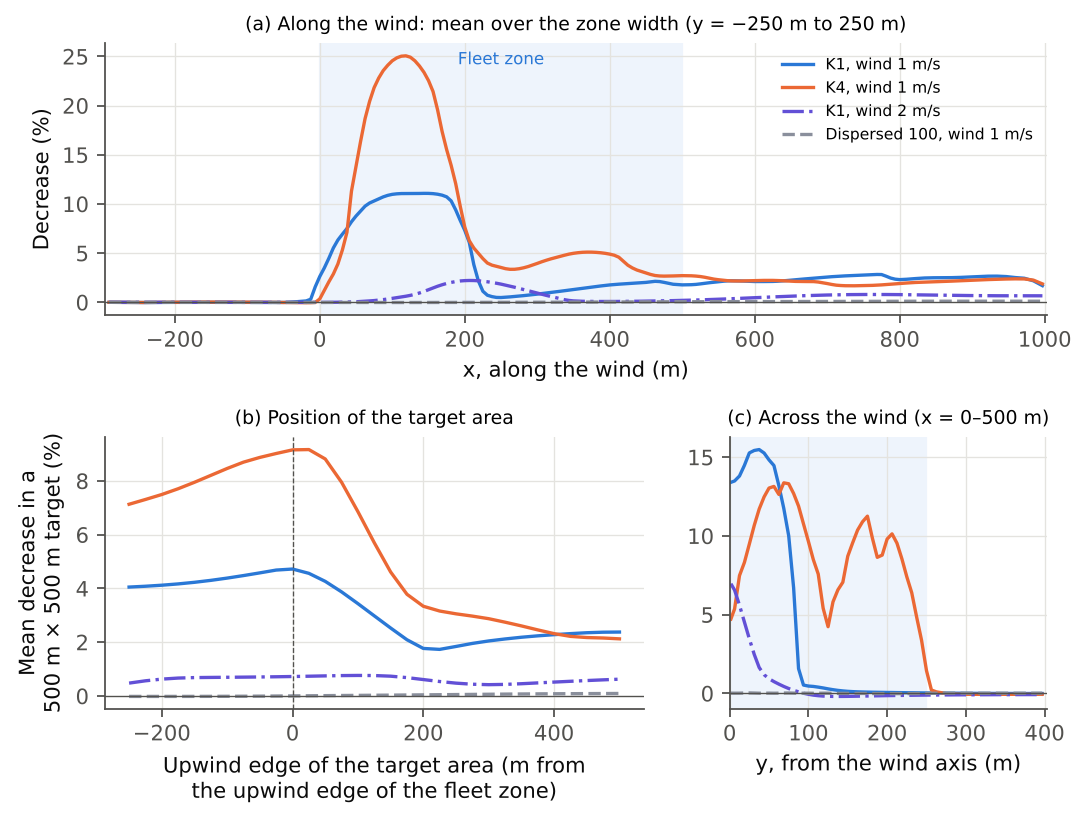 (a) Along the wind: mean over the zone width (y = −250 m to 250 m)
Decrease (%)
25
20
15
10
5
0
Fleet zone
K1, wind 1 m/s
K4, wind 1 m/s
K1, wind 2 m/s
Dispersed 100, wind 1 m/s
−200
0
200
400
600
800
1000
x, along the wind (m)
(b) Position of the target area
Mean decrease in a
500 m × 500 m target (%)
8
6
4
2
0
−200
0
200
400
Upwind edge of the target area (m from
the upwind edge of the fleet zone)
(c) Across the wind (x = 0–500 m)
15
10
5
0
0
100
200
300
400
y, from the wind axis (m)